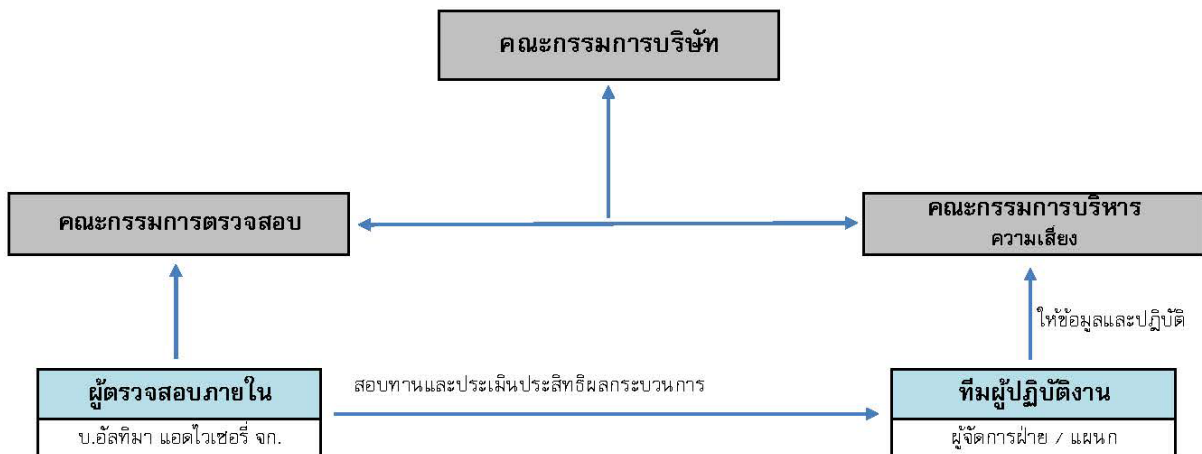 คณะกรรมการบริษัท
คณะกรรมการตรวจสอบ
คณะกรรมการบริหาร
ความเสี่ยง
ให้ข้อมูลและปฏิบัติ
ผู้ตรวจสอบภายใน
บ.อัลทิมา แอดไวเซอรี่ จก.
สอบทานและประเมินประสิทธิผลกระบวนการ
ทีมผู้ปฏิบัติงาน
ผู้จัดการฝ่าย / แผนก